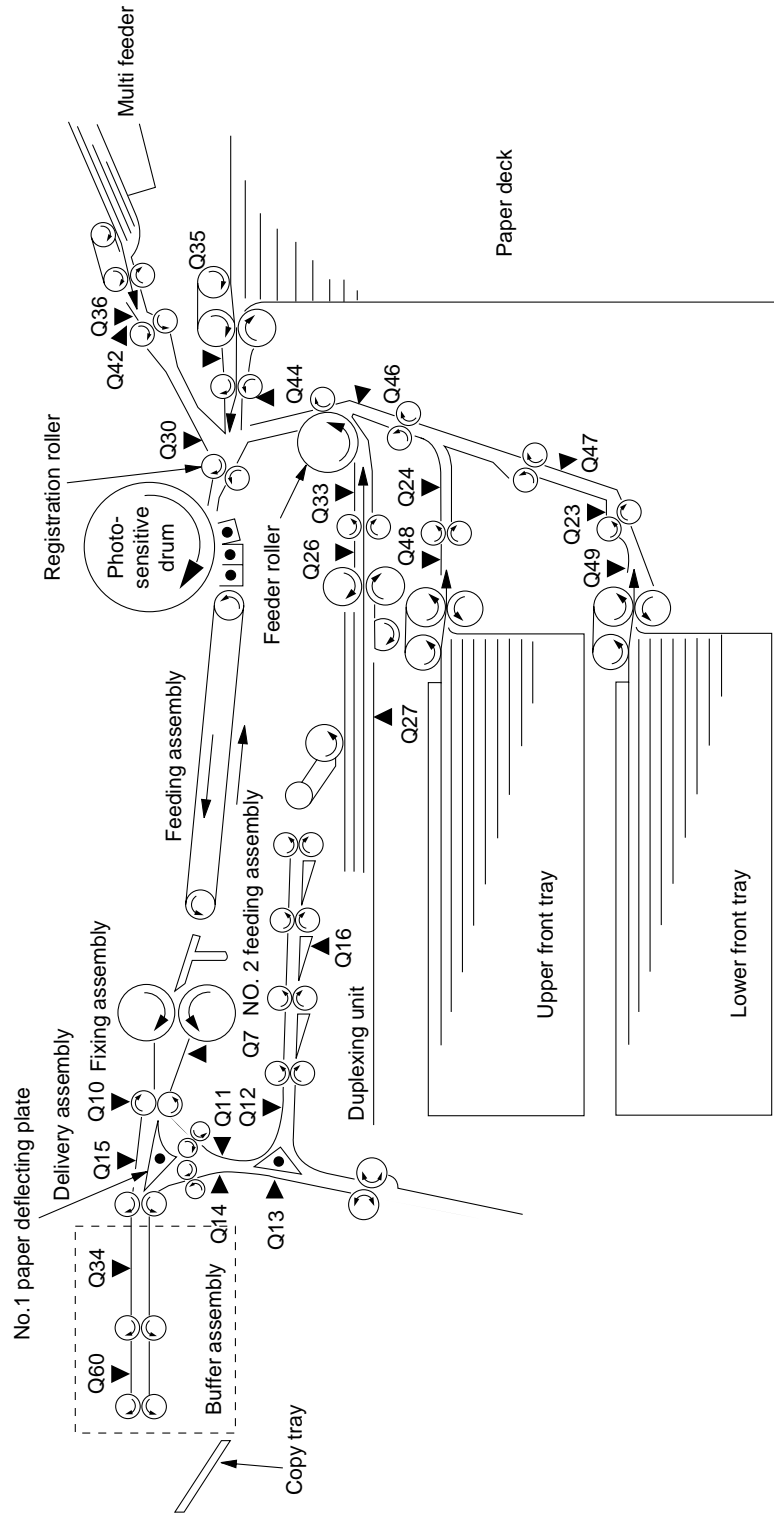 Multi feeder
Q36
Q42
Q35
Paper deck
Q30
Registration roller
Q44
Q46
Q47
Photo-
sensitive
drum
Feeder roller
Q33
Q26
Q24
Q48
Q23
Q49
Feeding assembly
Q27
NO. 2 feeding assembly
Q16
Upper front tray
Lower front tray
Fixing assembly
Q7
Duplexing unit
Delivery assembly
Q10
Q11
Q12
Q15
Q14
Q13
No.1 paper deflecting plate
Q34
Q60
Buffer assembly
Copy tray